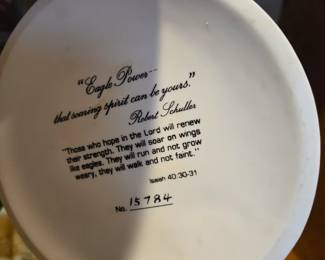 "Eagle Power--
that soaring spirit can be yours."
Robert Schuller
"Those who hope in the Lord will renew
their strength. They will soar on wings
like eagles. They will run and not grow
weary, they will walk and not faint."
Isaiah 40:30-31
No. 15784